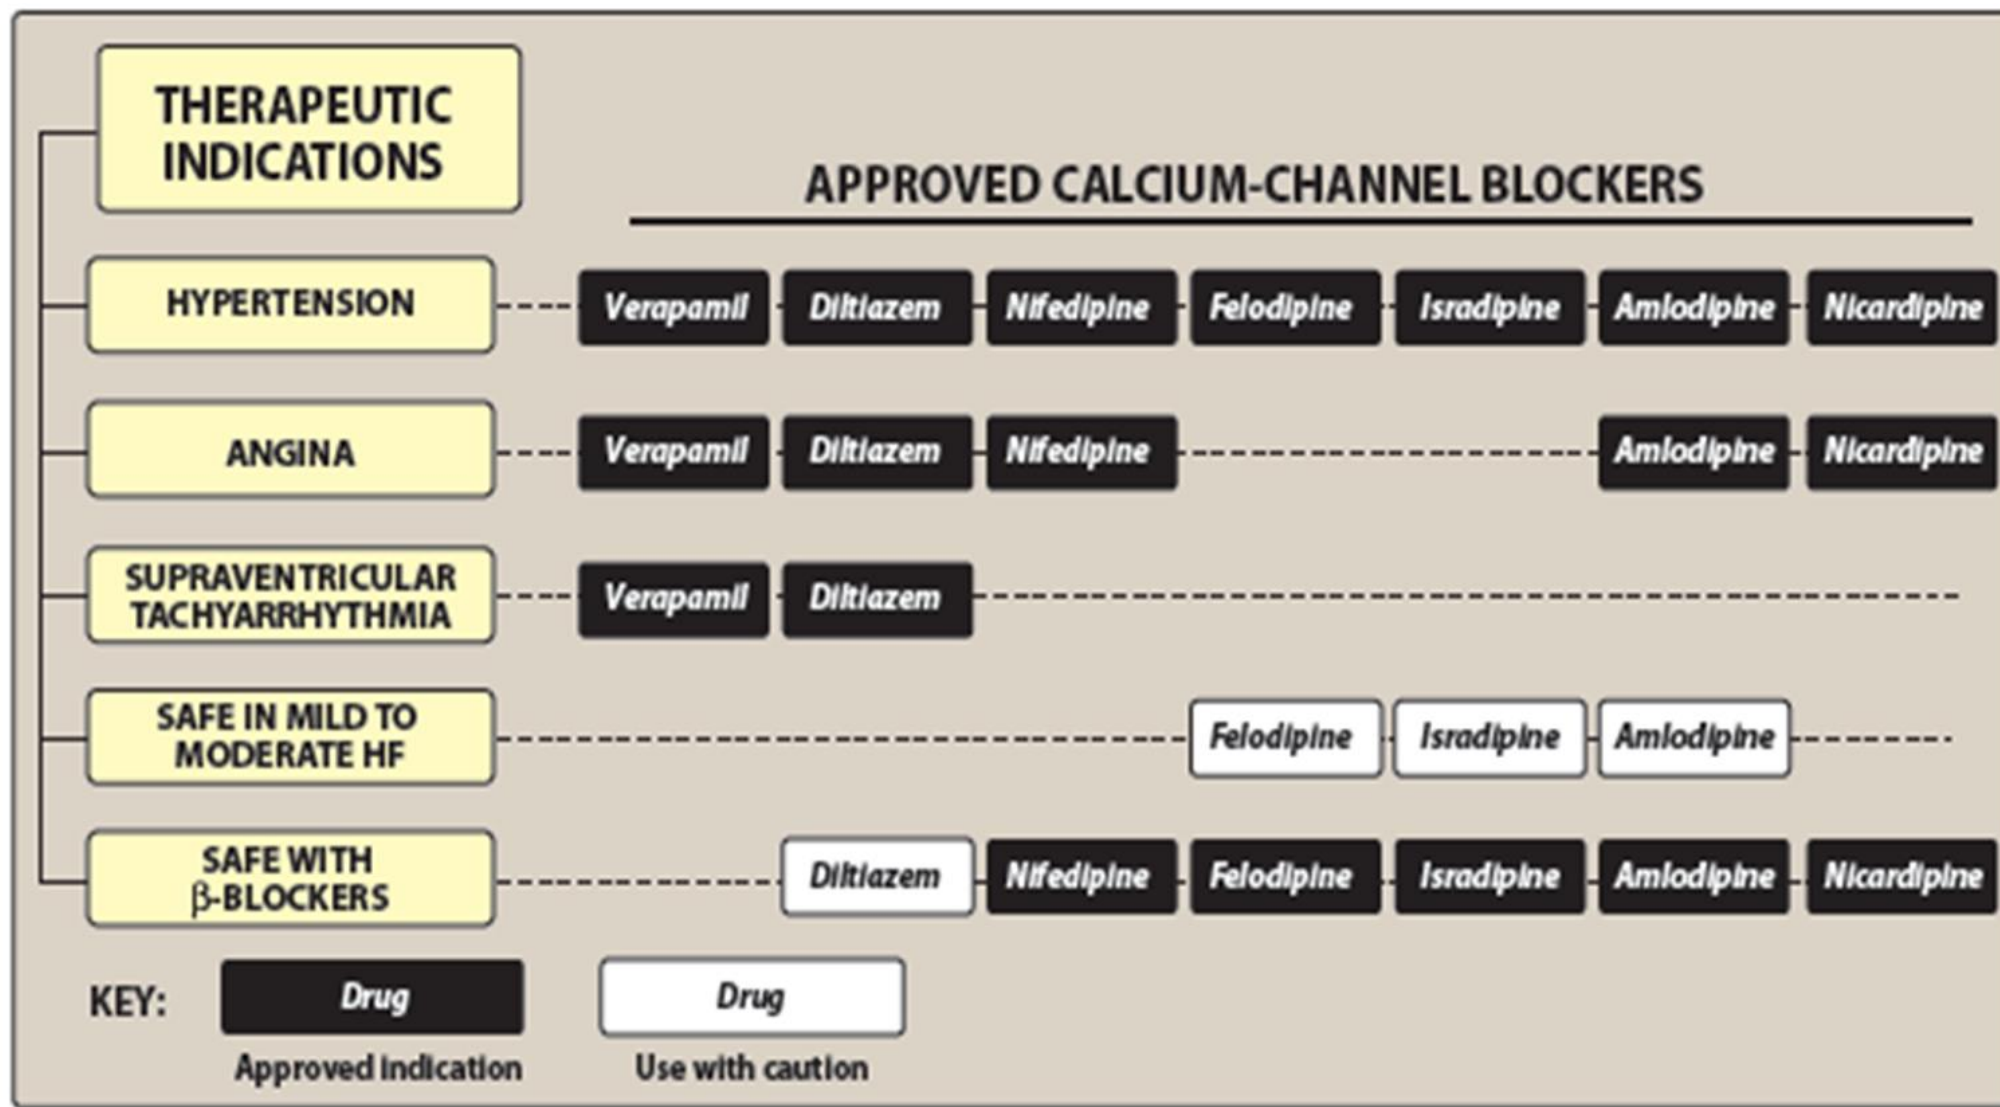 THERAPEUTIC
INDICATIONS
APPROVED CALCIUM-CHANNEL BLOCKERS
HYPERTENSION Verapamil Diltiazem Nifedipine Felodipine Isradipine Amlodipine Nicardipine
ANGINA Verapamil Diltiazem Nifedipine Amlodipine Nicardipine
SUPRAVENTRICULAR
TACHYARRHYTHMIA
Verapamil Diltiazem
SAFE IN MILD TO
MODERATE HF
Felodipine Isradipine Amlodipine
SAFE WITH
β-BLOCKERS
Diltiazem Nifedipine Felodipine Isradipine Amlodipine Nicardipine
KEY: Drug Drug
Approved indication Use with caution